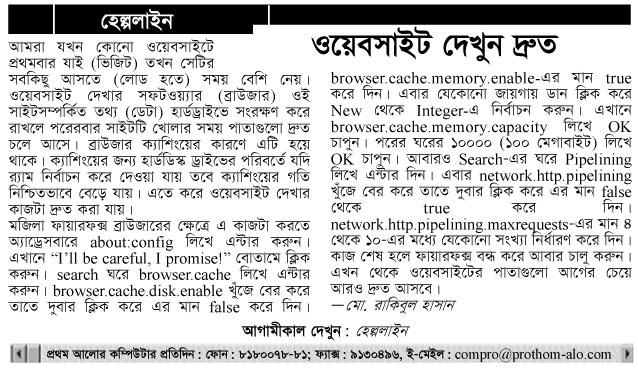 হেল্পলাইন
ওয়েবসাইট দেখুন দ্রুত
আমরা যখন কোনো ওয়েবসাইটে
প্রথমবার যাই (ভিজিট) তখন সেটির
সবকিছু আসতে (লোড হতে) সময় বেশি নেয়।
ওয়েবসাইট দেখার সফটওয়্যার (ব্রাউজার) ওই
সাইটসম্পর্কিত তথ্য (ডেটা) হার্ডড্রাইভে সংরক্ষণ করে
রাখলে পরেরবার সাইটটি খোলার সময় পাতাগুলো দ্রুত
চলে আসে। ব্রাউজার ক্যাশিংয়ের কারণে এটি হয়ে
থাকে। ক্যাশিংয়ের জন্য হার্ডডিস্ক ড্রাইভের পরিবর্তে যদি
র‌্যাম নির্বাচন করে দেওয়া যায় তবে ক্যাশিংয়ের গতি
নিশ্চিতভাবে বেড়ে যায়। এতে করে ওয়েবসাইট দেখার
কাজটা দ্রুত করা যায়।
মজিলা ফায়ারফক্স ব্রাউজারের ক্ষেত্রে এ কাজটা করতে
অ্যাড্রেসবারে about:config লিখে এন্টার করুন।
এখানে “I'll be careful, I promise!” বোতামে ক্লিক
করুন। search ঘরে browser.cache লিখে এন্টার
করুন। browser.cache.disk.enable খুঁজে বের করে
তাতে দুবার ক্লিক করে এর মান false করে দিন।
browser.cache.memory.enable-এর মান true
করে দিন। এবার যেকোনো জায়গায় ডান ক্লিক করে
New থেকে Integer-এ নির্বাচন করুন। এখানে
browser.cache.memory.capacity লিখে OK
চাপুন। পরের ঘরে ১০০০০ (১০০ মেগাবাইট) লিখে
OK চাপুন। আবারও Search-এর ঘরে Pipelining
লিখে এন্টার দিন। এবার network.http.pipelining
খুঁজে বের করে তাতে দুবার ক্লিক করে এর মান false
থেকে true করে দিন।
network.http.pipelining.maxrequests-এর মান ৪
থেকে ১০-এর মধ্যে যেকোনো সংখ্যা নির্ধারণ করে দিন।
কাজ শেষ হলে ফায়ারফক্স বন্ধ করে আবার চালু করুন।
এখন থেকে ওয়েবসাইটের পাতাগুলো আগের চেয়ে
আরও দ্রুত আসবে।
—মো. রাকিবুল হাসান
আগামীকাল দেখুন : হেল্পলাইন
প্রথম আলোর কম্পিউটার প্রতিদিন : ফোন : ৮১৮০০৭৮-৮১; ফ্যাক্স : ৯১৩০৪৯৬, ই-মেইল : compro@prothom-alo.com